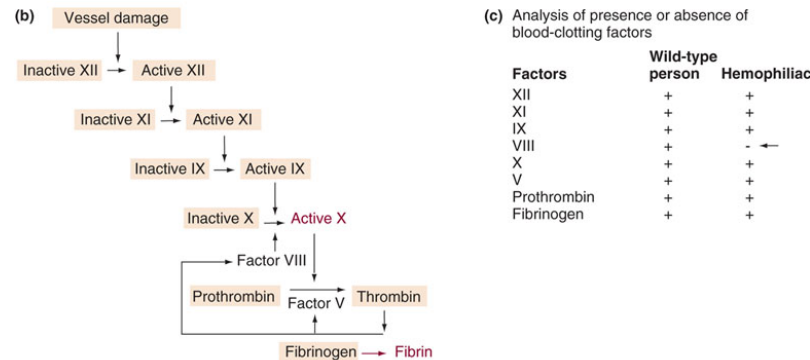 (b)
Vessel damage
Inactive XII → Active XII
Inactive XI → Active XI
Inactive IX → Active IX
Inactive X → Active X
Factor VIII
Prothrombin → Thrombin
Factor V
Fibrinogen → Fibrin
(c) Analysis of presence or absence of
blood-clotting factors
Wild-type
Factors person Hemophiliac
XII + +
XI + +
IX + +
VIII + - ←
X + +
V + +
Prothrombin + +
Fibrinogen + +